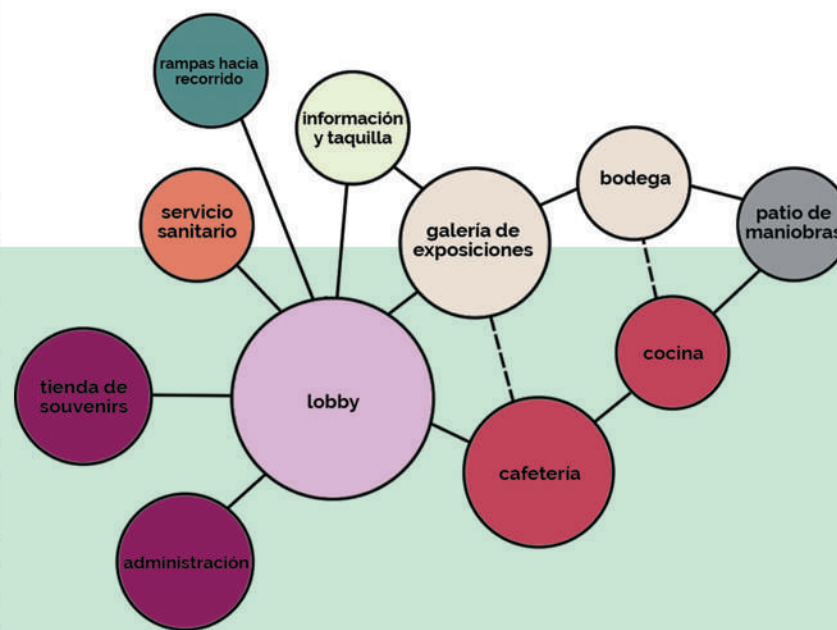 rampas hacia
recorrido
información
y taquilla
bodega
servicio
sanitario
galería de
exposiciones
patio de
maniobras
cocina
tienda de
souvenirs
lobby
cafetería
administración